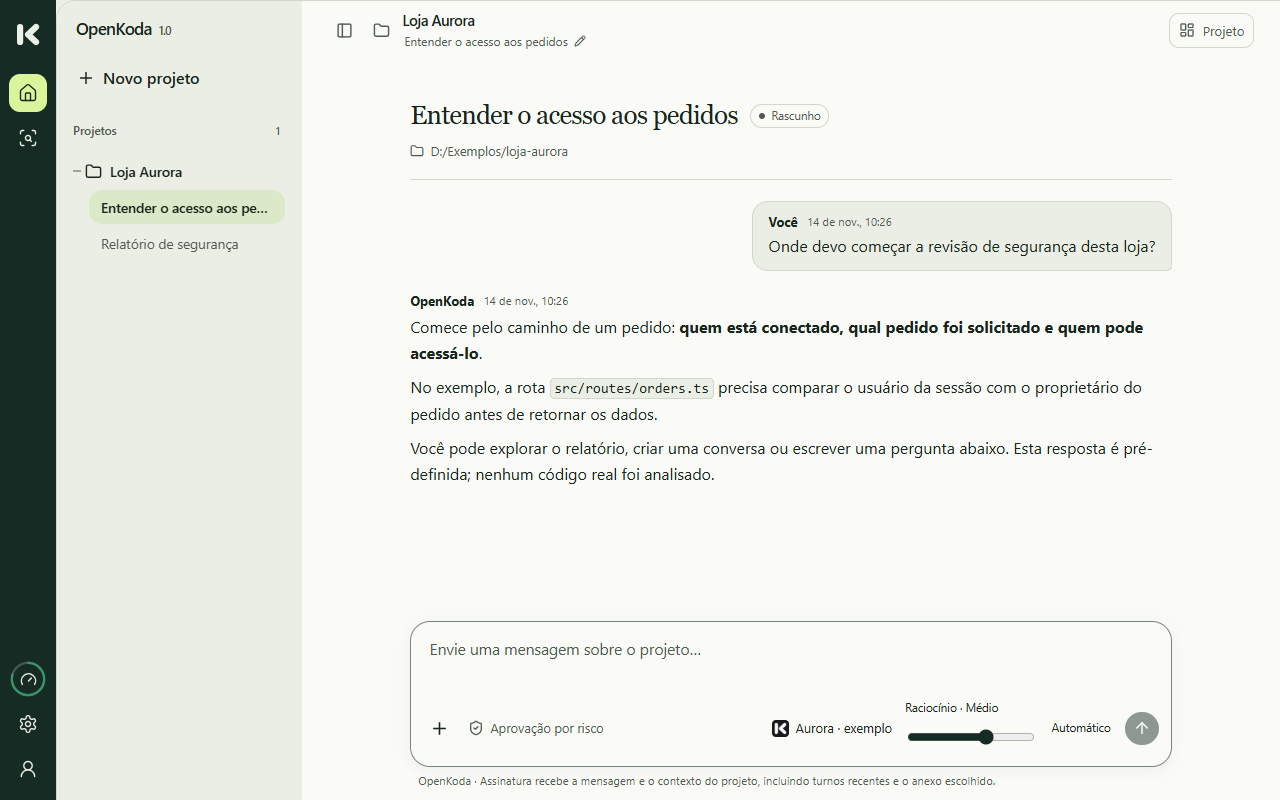 OpenKoda 1.0
Novo projeto
Projetos 1
Loja Aurora
Entender o acesso aos pe...
Relatório de segurança
Loja Aurora
Entender o acesso aos pedidos
Projeto
Entender o acesso aos pedidos
Rascunho
D:/Exemplos/loja-aurora
Você 14 de nov., 10:26
Onde devo começar a revisão de segurança desta loja?
OpenKoda 14 de nov., 10:26
Comece pelo caminho de um pedido: quem está conectado, qual pedido foi solicitado e quem pode
acessá-lo.
No exemplo, a rota src/routes/orders.ts precisa comparar o usuário da sessão com o proprietário do
pedido antes de retornar os dados.
Você pode explorar o relatório, criar uma conversa ou escrever uma pergunta abaixo. Esta resposta é pré-
definida; nenhum código real foi analisado.
Envie uma mensagem sobre o projeto...
Aprovação por risco
Aurora · exemplo
Raciocínio · Médio
Automático
OpenKoda · Assinatura recebe a mensagem e o contexto do projeto, incluindo turnos recentes e o anexo escolhido.